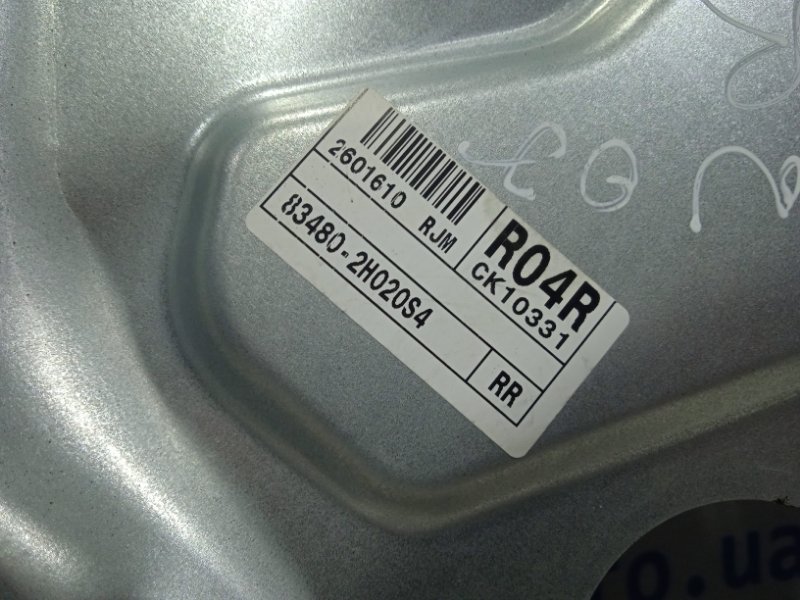 2601610 RJM
R04R
CK10331
83480-2H020S4
RR
o.ua